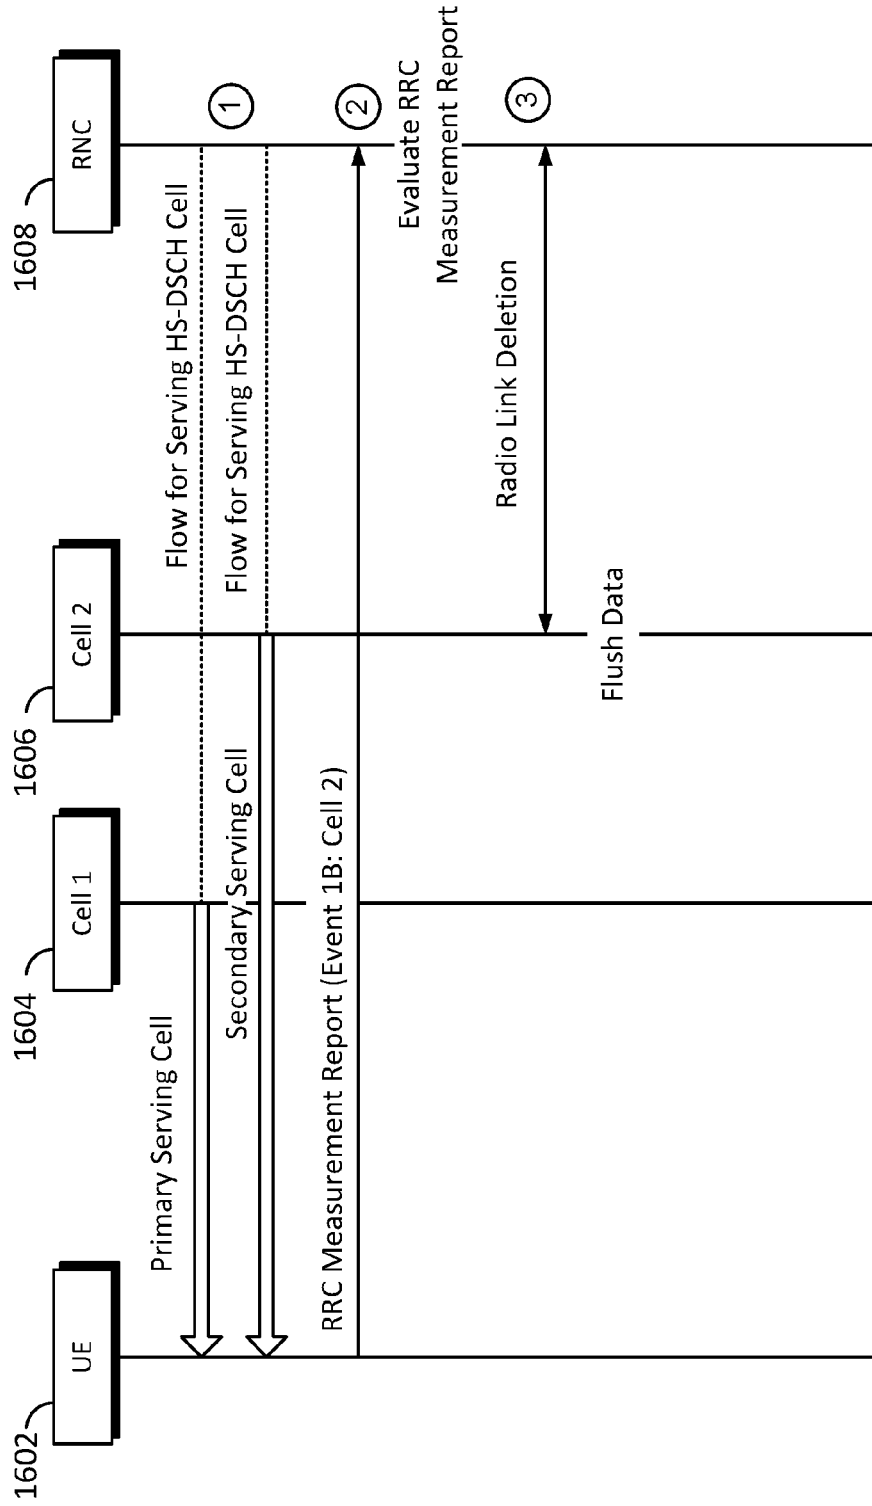 1602
UE
1604
Cell 1
1606
Cell 2
1608
RNC
Primary Serving Cell
Flow for Serving HS-DSCH Cell
1
Secondary Serving Cell
Flow for Serving HS-DSCH Cell
RRC Measurement Report (Event 1B: Cell 2)
2
Evaluate RRC
Measurement Report
Radio Link Deletion
3
Flush Data